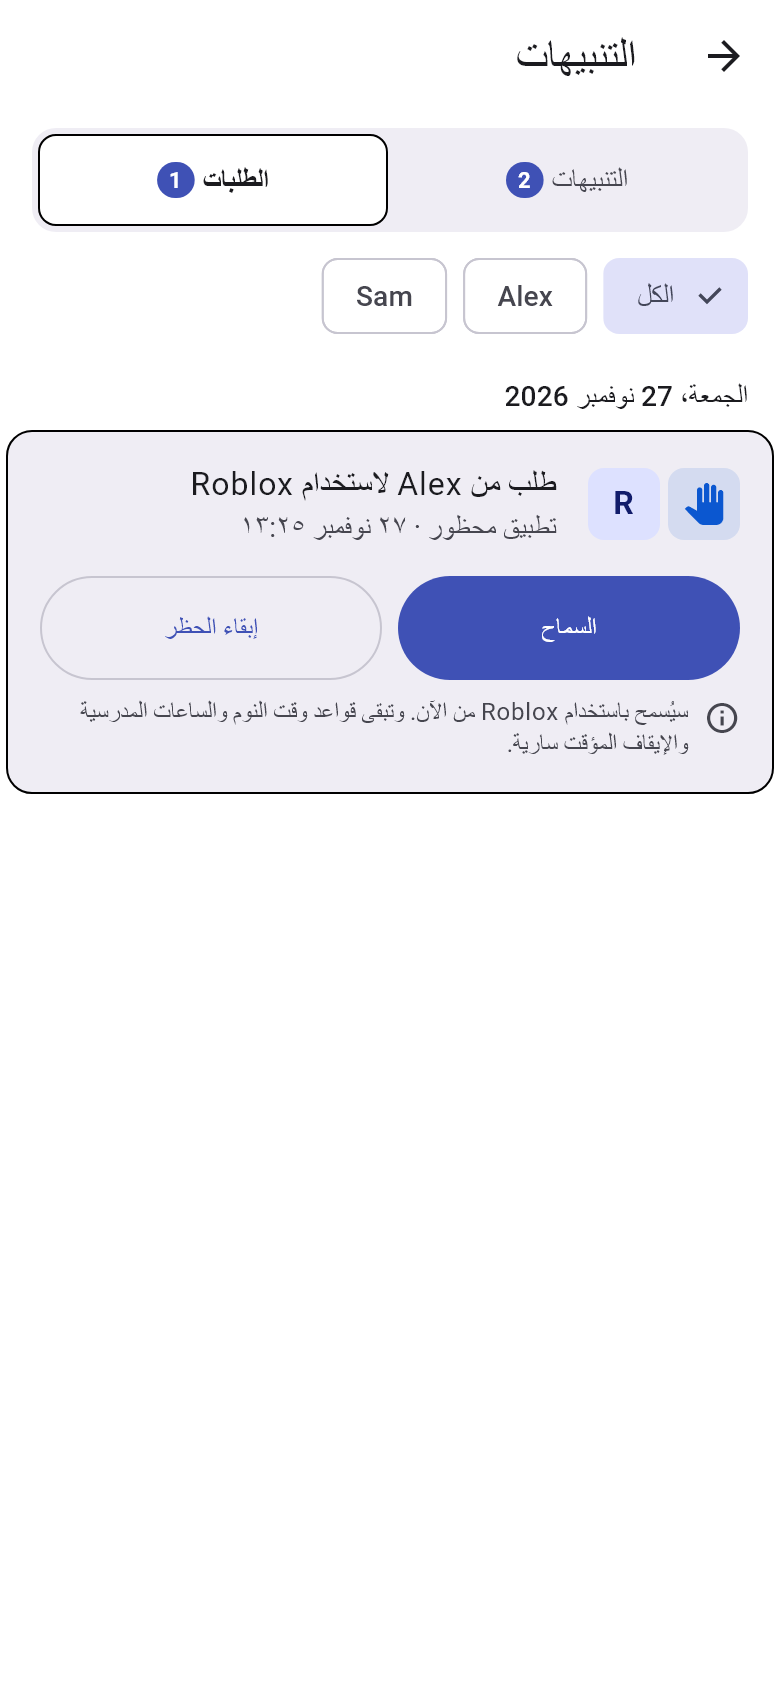 التنبيهات
التنبيهات 2
الطلبات 1
الكل
Alex
Sam
الجمعة، 27 نوفمبر 2026
R
طلب من Alex لاستخدام Roblox
تطبيق محظور · ٢٧ نوفمبر ١٣:٢٥
السماح
إبقاء الحظر
سيُسمح باستخدام Roblox من الآن. وتبقى قواعد وقت النوم والساعات المدرسية
والإيقاف المؤقت سارية.